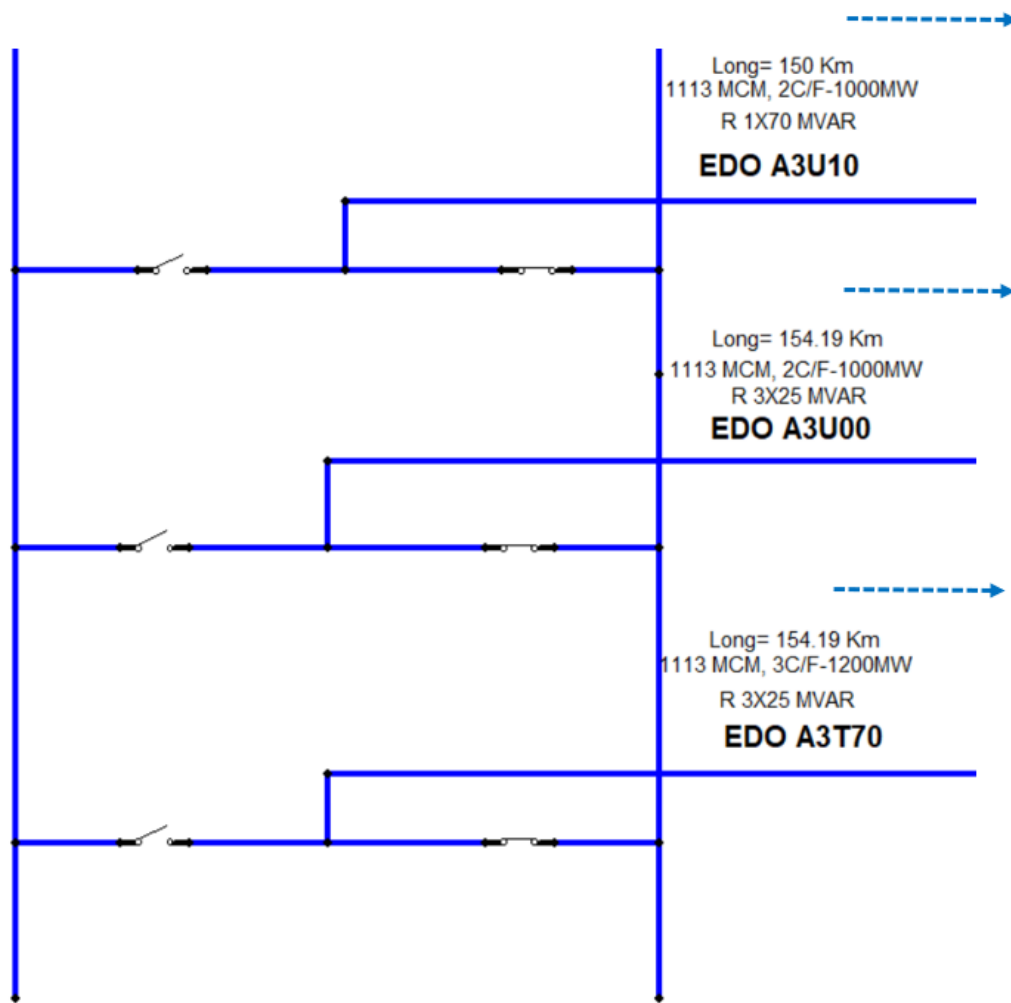 Long= 150 Km
1113 MCM, 2C/F-1000MW
R 1X70 MVAR
EDO A3U10
Long= 154.19 Km
1113 MCM, 2C/F-1000MW
R 3X25 MVAR
EDO A3U00
Long= 154.19 Km
1113 MCM, 3C/F-1200MW
R 3X25 MVAR
EDO A3T70